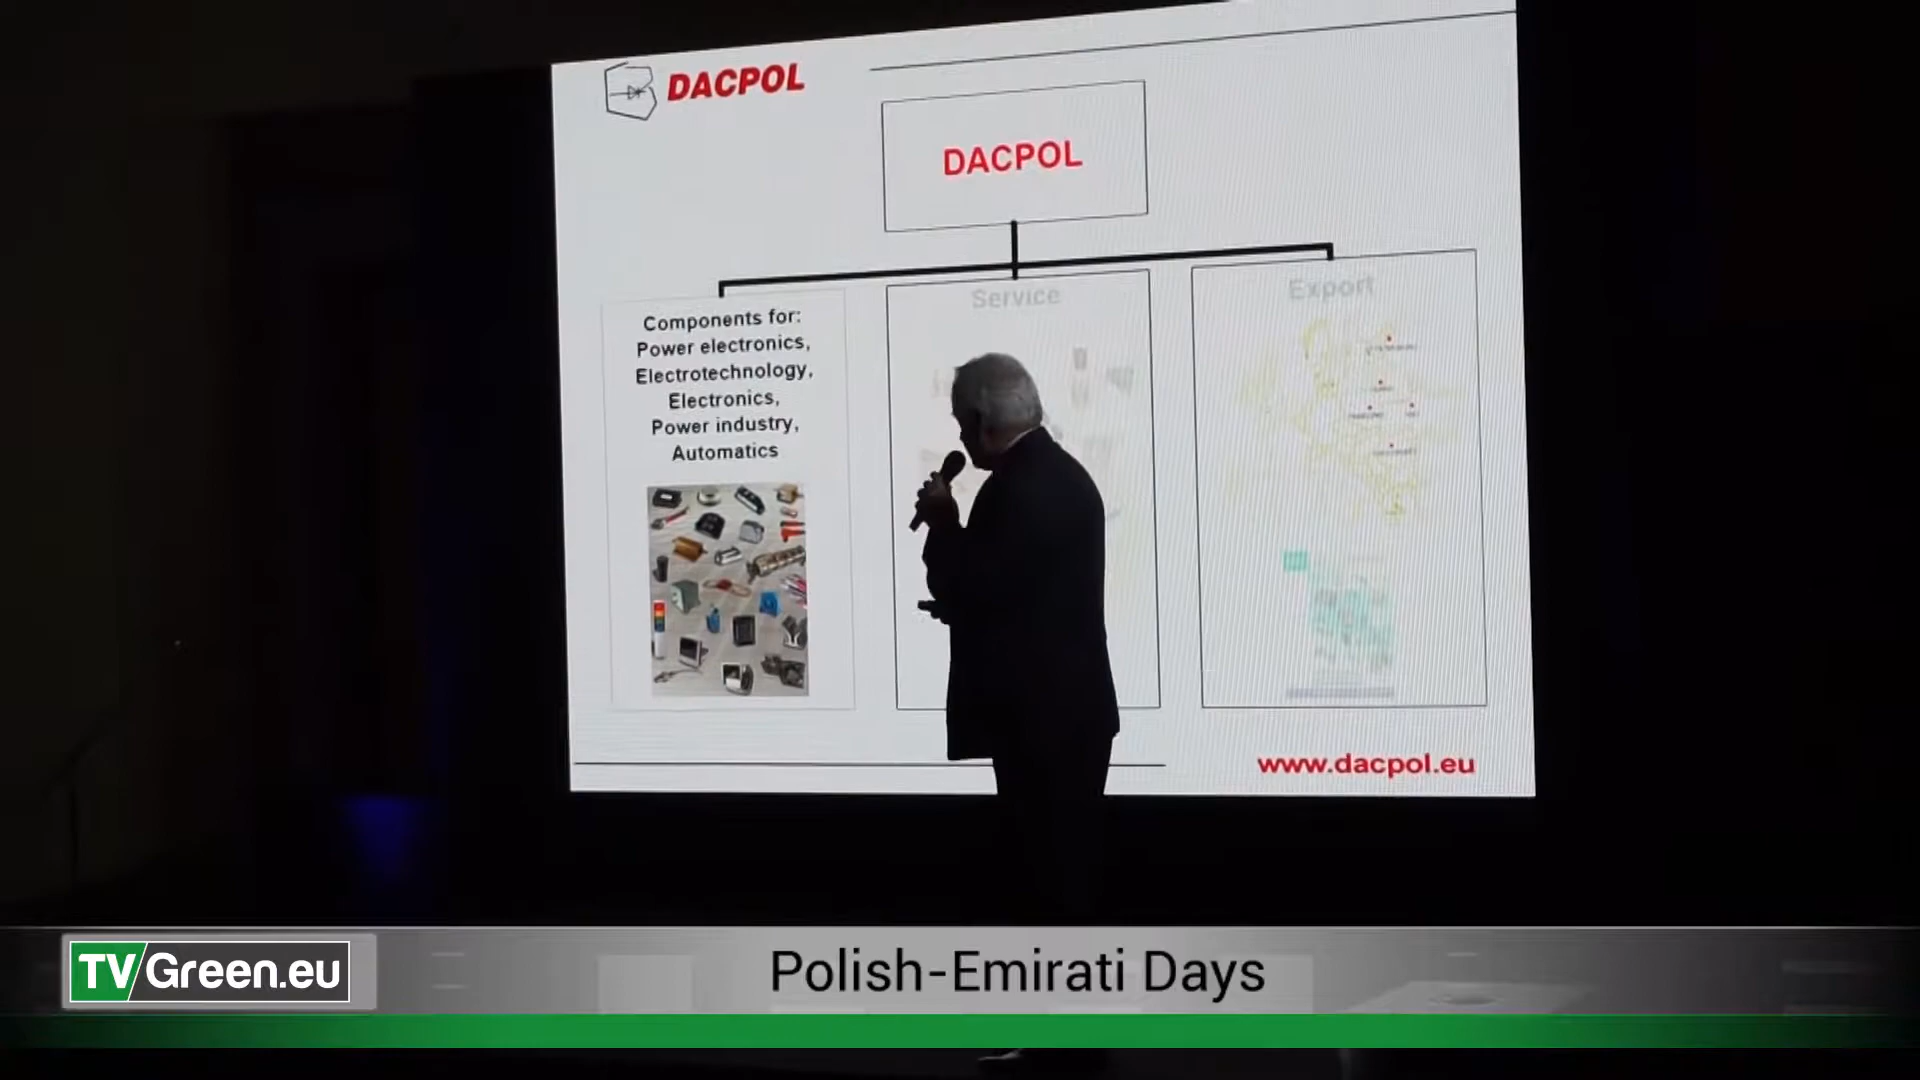 DACPOL
DACPOL
Components for:
Power electronics,
Electrotechnology,
Electronics,
Power industry,
Automatics
Service
Export
www.dacpol.eu
TVGreen.eu
Polish-Emirati Days